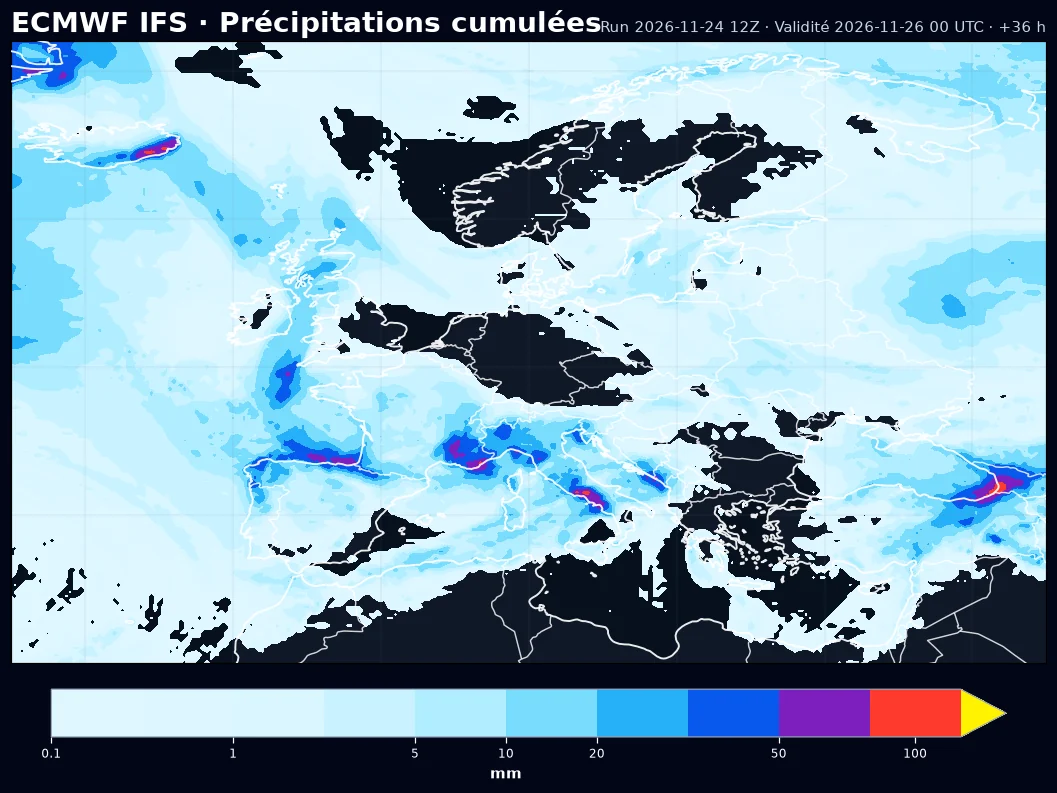 ECMWF IFS · Précipitations cumulées
Run 2026-11-24 12Z · Validité 2026-11-26 00 UTC · +36 h
0.1 1 5 10 20 50 100
mm